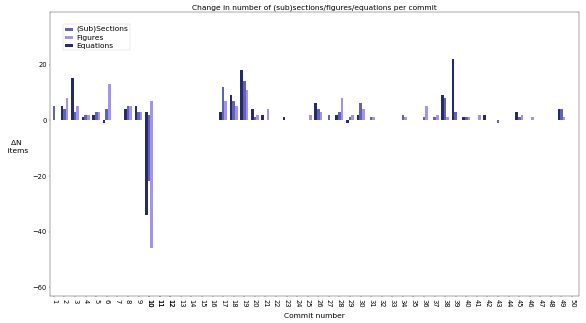 Change in number of (sub)sections/figures/equations per commit
(Sub)Sections
Figures
Equations
20
0
−20
−40
−60
ΔN
items
1 2 3 4 5 6 7 8 9 10 11 12 13 14 15 16 17 18 19 20 21 22 23 24 25 26 27 28 29 30 31 32 33 34 35 36 37 38 39 40 41 42 43 44 45 46 47 48 49 50
Commit number